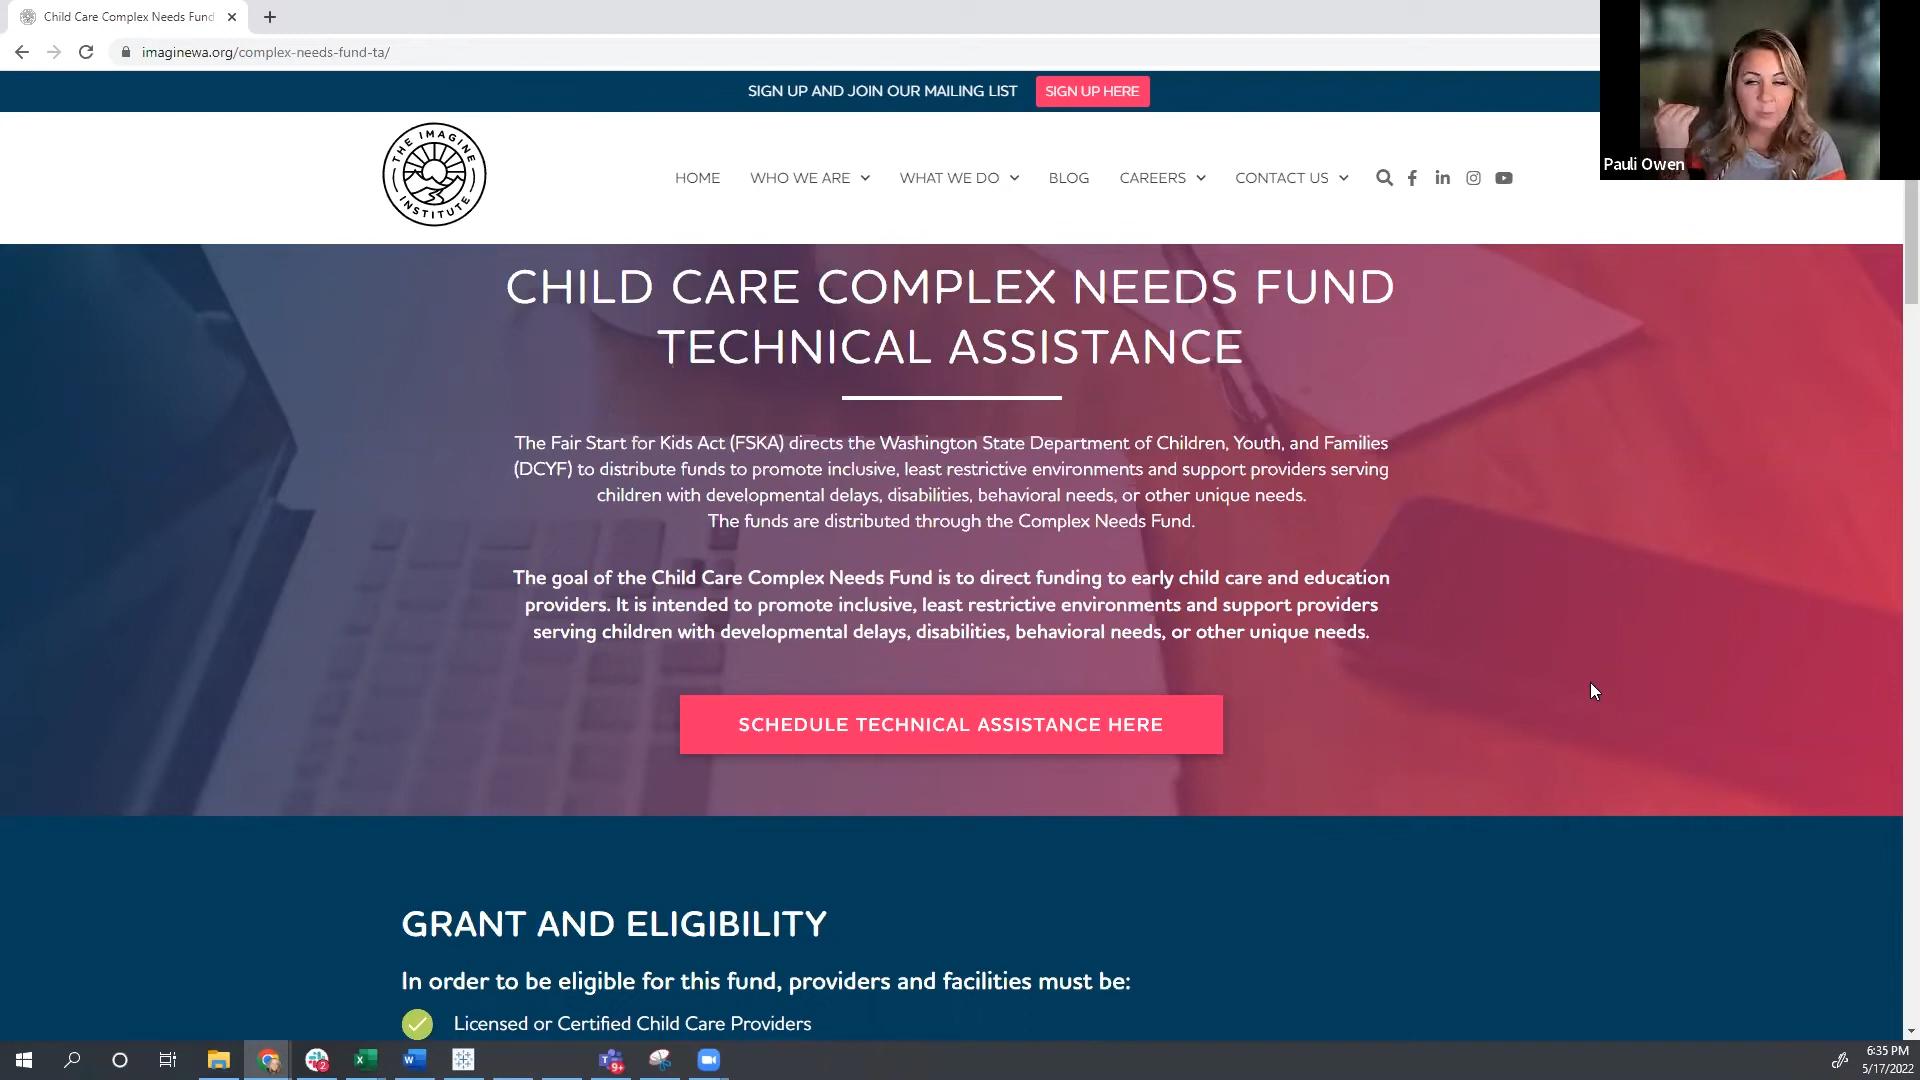 Child Care Complex Needs Fund
imaginewa.org/complex-needs-fund-ta/
SIGN UP AND JOIN OUR MAILING LIST
SIGN UP HERE
THE IMAGINE
INSTITUTE
HOME
WHO WE ARE
WHAT WE DO
BLOG
CAREERS
CONTACT US
Pauli Owen
CHILD CARE COMPLEX NEEDS FUND
TECHNICAL ASSISTANCE
The Fair Start for Kids Act (FSKA) directs the Washington State Department of Children, Youth, and Families
(DCYF) to distribute funds to promote inclusive, least restrictive environments and support providers serving
children with developmental delays, disabilities, behavioral needs, or other unique needs.
The funds are distributed through the Complex Needs Fund.
The goal of the Child Care Complex Needs Fund is to direct funding to early child care and education
providers. It is intended to promote inclusive, least restrictive environments and support providers
serving children with developmental delays, disabilities, behavioral needs, or other unique needs.
SCHEDULE TECHNICAL ASSISTANCE HERE
GRANT AND ELIGIBILITY
In order to be eligible for this fund, providers and facilities must be:
Licensed or Certified Child Care Providers
2
9+
6:35 PM
5/17/2022